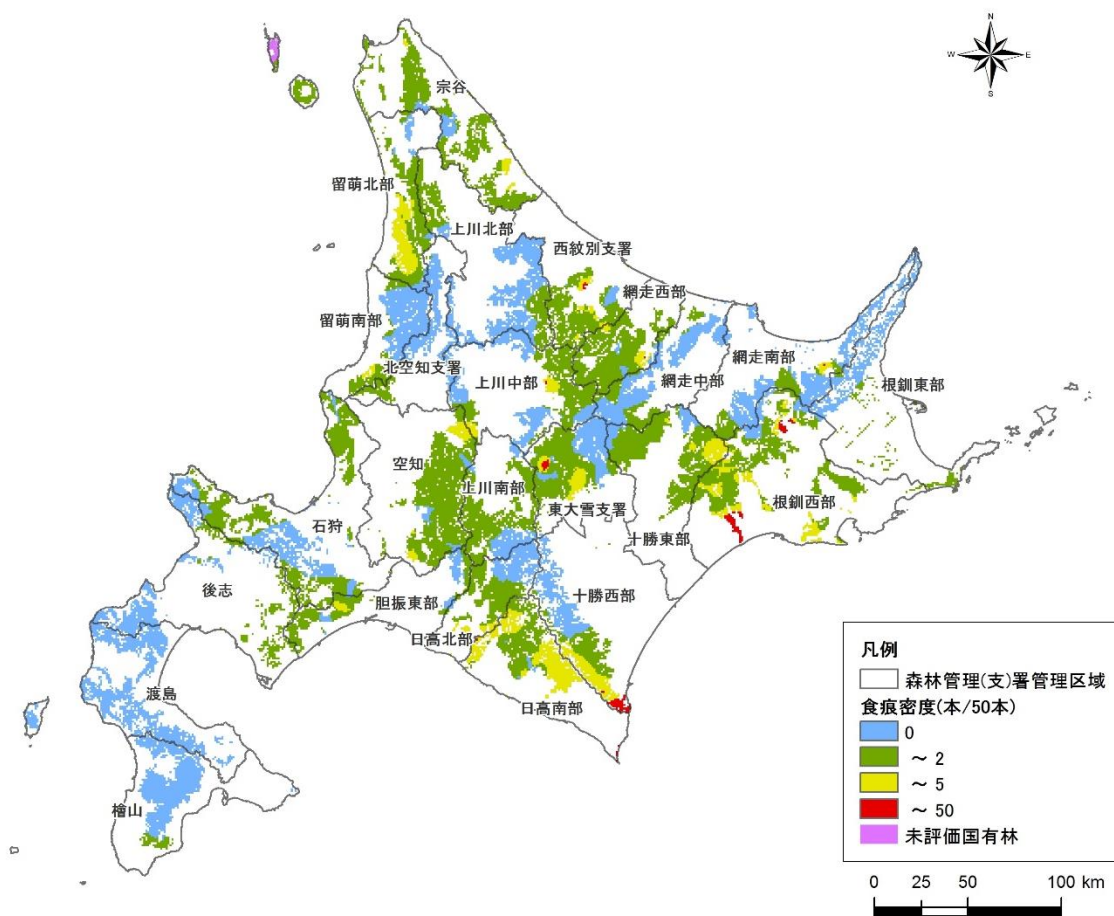 N
W
E
S
宗谷
留萌北部
上川北部
西紋別支署
網走西部
留萌南部
網走南部
北空知支署
上川中部
網走中部
根釧東部
空知
上川南部
東大雪支署
根釧西部
石狩
十勝東部
後志
胆振東部
十勝西部
日高北部
渡島
日高南部
檜山
凡例
森林管理(支)署管理区域
食痕密度(本/50本)
0
～ 2
～ 5
～ 50
未評価国有林
0 25 50 100 km